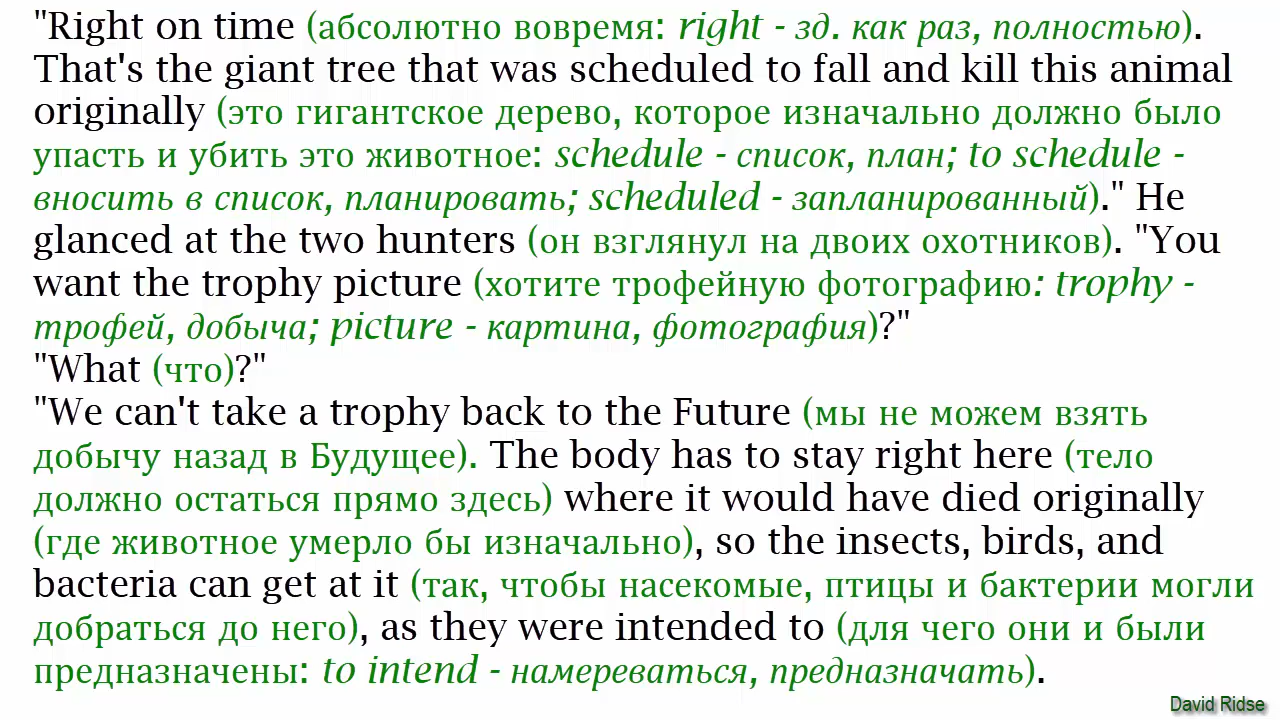 "Right on time (абсолютно вовремя: right - зд. как раз, полностью).
That's the giant tree that was scheduled to fall and kill this animal
originally (это гигантское дерево, которое изначально должно было
упасть и убить это животное: schedule - список, план; to schedule -
вносить в список, планировать; scheduled - запланированный)." He
glanced at the two hunters (он взглянул на двоих охотников). "You
want the trophy picture (хотите трофейную фотографию: trophy -
трофей, добыча; picture - картина, фотография)?"
"What (что)?"
"We can't take a trophy back to the Future (мы не можем взять
добычу назад в Будущее). The body has to stay right here (тело
должно остаться прямо здесь) where it would have died originally
(где животное умерло бы изначально), so the insects, birds, and
bacteria can get at it (так, чтобы насекомые, птицы и бактерии могли
добраться до него), as they were intended to (для чего они и были
предназначены: to intend - намереваться, предназначать).
David Ridse